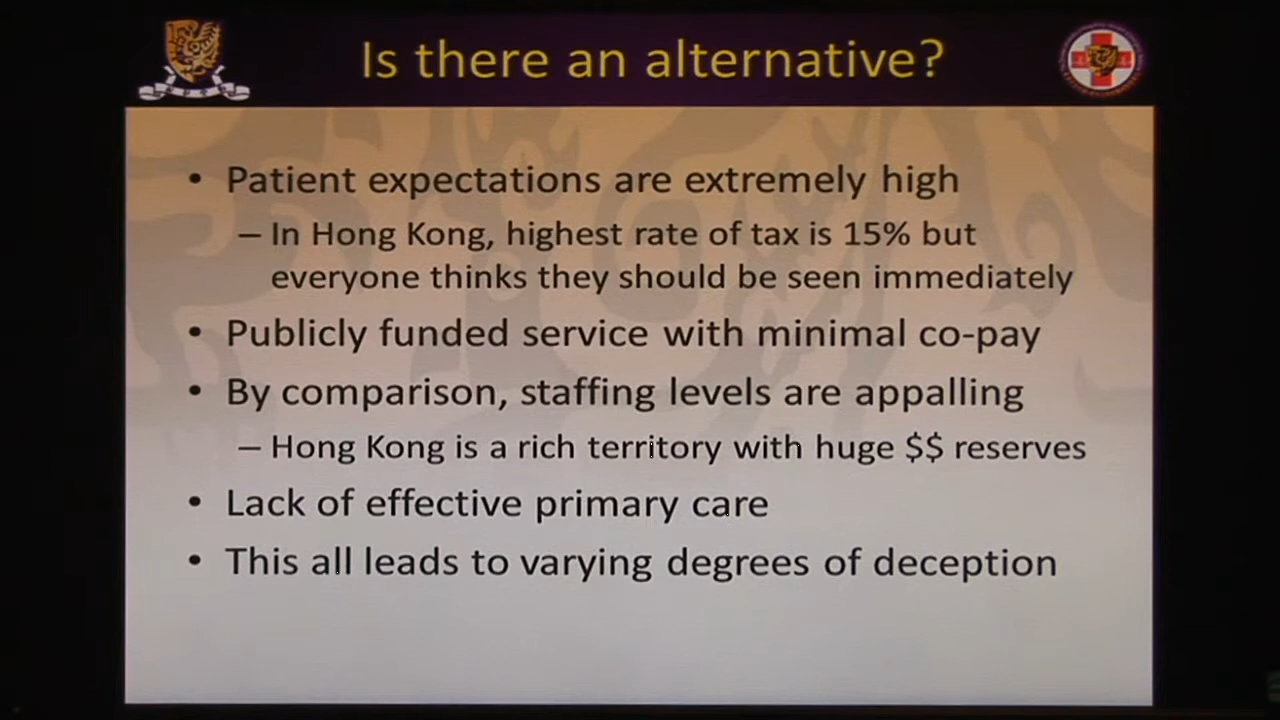 Is there an alternative?
• Patient expectations are extremely high
– In Hong Kong, highest rate of tax is 15% but
everyone thinks they should be seen immediately
• Publicly funded service with minimal co-pay
• By comparison, staffing levels are appalling
– Hong Kong is a rich territory with huge $$ reserves
• Lack of effective primary care
• This all leads to varying degrees of deception